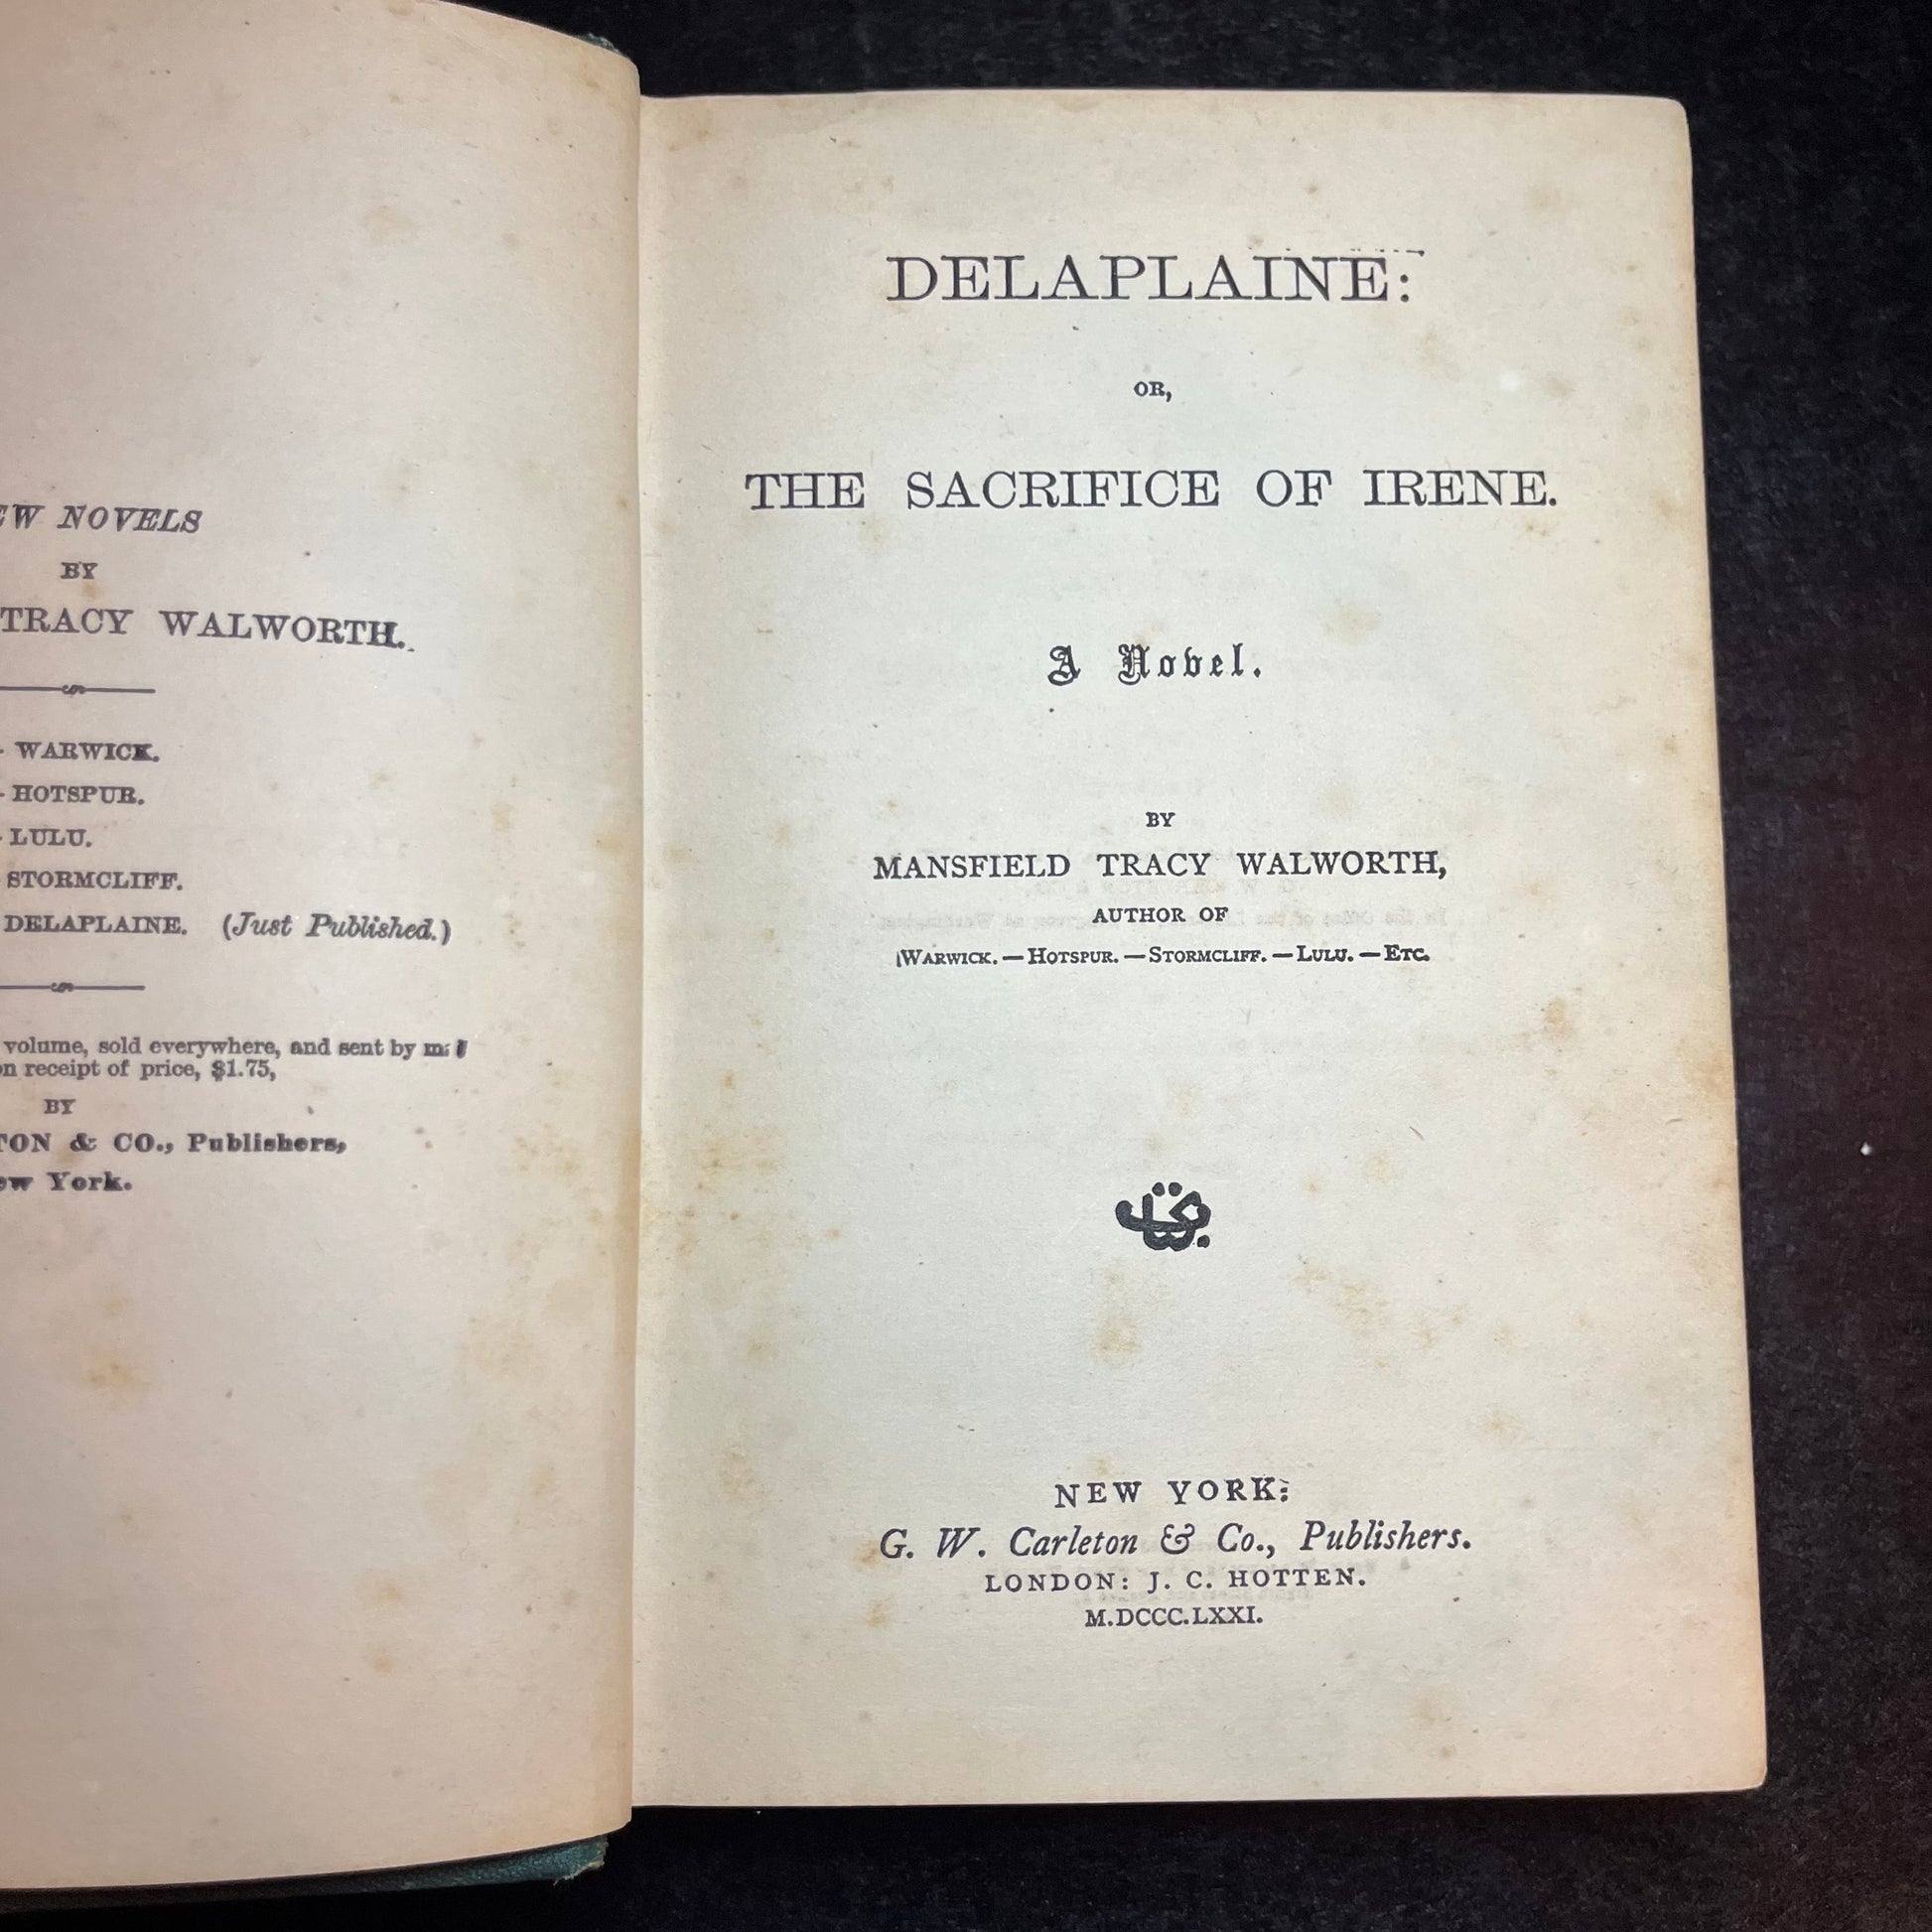 EW NOVELS
BY
TRACY WALWORTH.
WARWICK.
HOTSPUR.
LULU.
STORMCLIFF.
DELAPLAINE. (Just Published.)
volume, sold everywhere, and sent by
on receipt of price, $1.75,
BY
TON & CO., Publishers,
ew York.
DELAPLAINE:
OR,
THE SACRIFICE OF IRENE.
A Novel.
BY
MANSFIELD TRACY WALWORTH,
AUTHOR OF
WARWICK. — HOTSPUR. — STORMCLIFF. — LULU. — ETC.
NEW YORK:
G. W. Carleton & Co., Publishers.
LONDON: J. C. HOTTEN.
M.DCCC.LXXI.